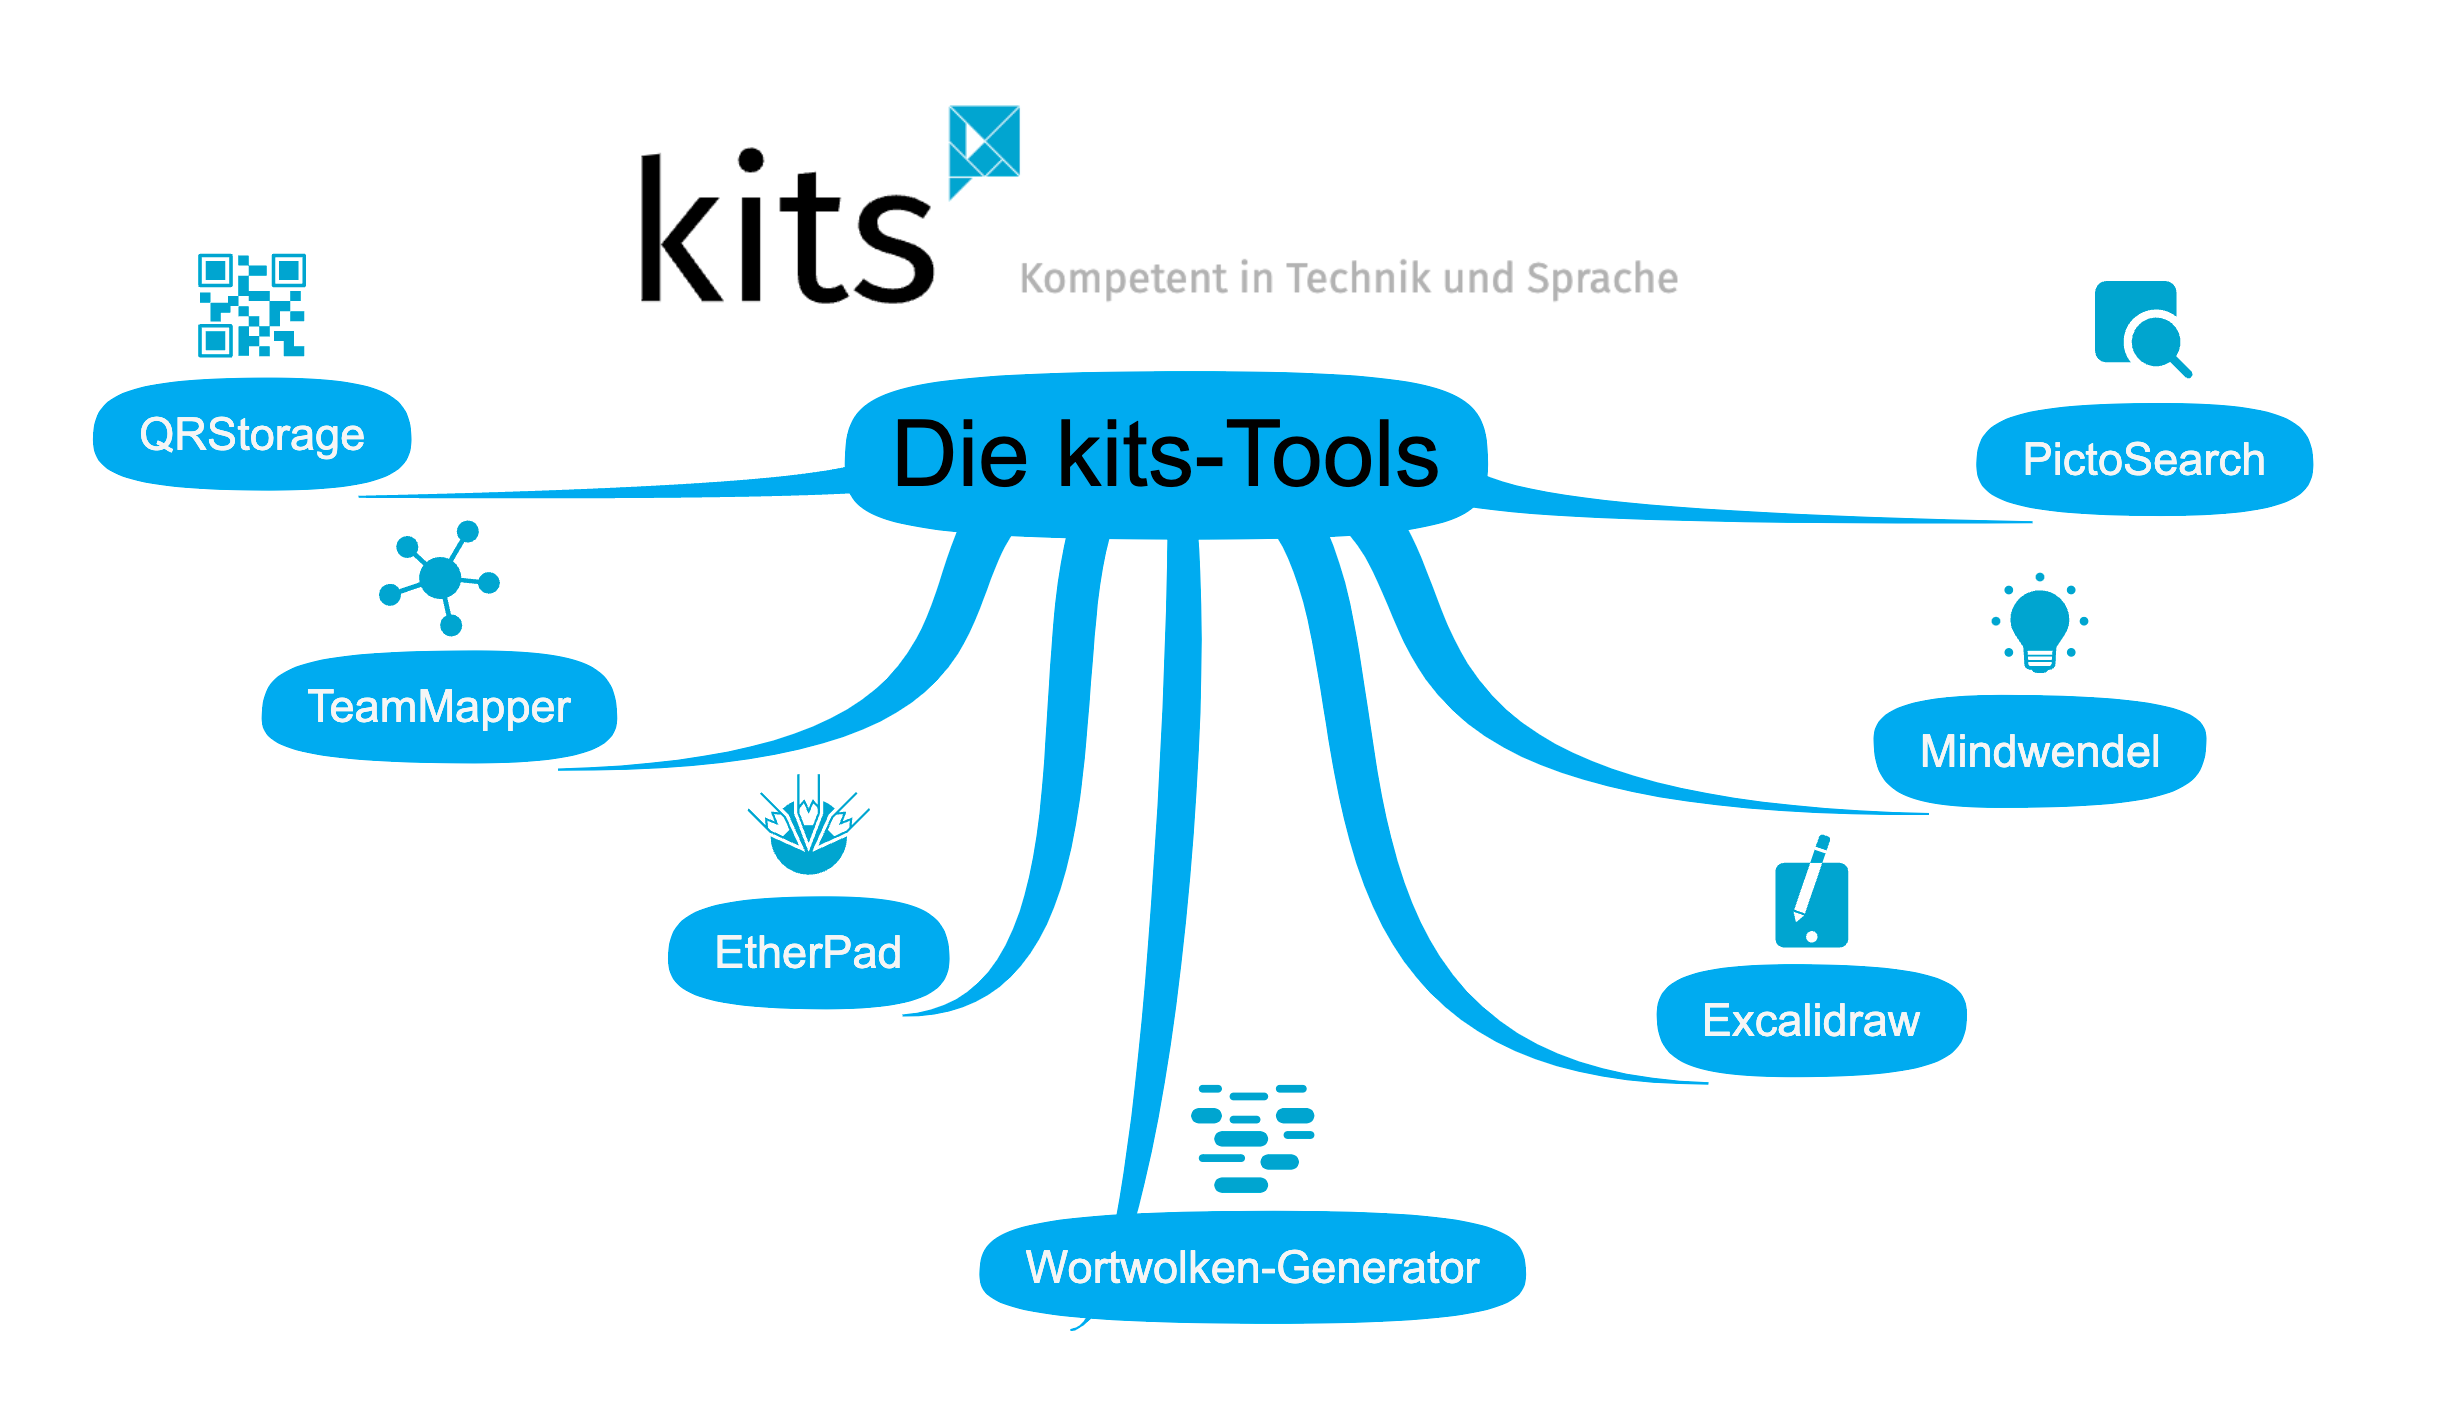 kits
Kompetent in Technik und Sprache
Die kits-Tools
QRStorage
PictoSearch
TeamMapper
Mindwendel
EtherPad
Excalidraw
Wortwolken-Generator